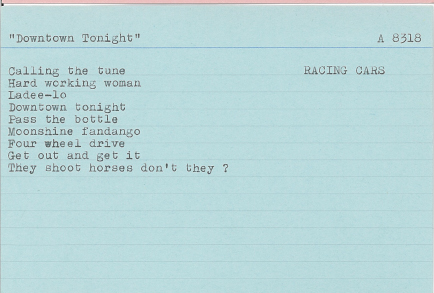 "Downtown Tonight" A 8318
Calling the tune RACING CARS
Hard working woman
Ladee-lo
Downtown tonight
Pass the bottle
Moonshine fandango
Four wheel drive
Get out and get it
They shoot horses don't they ?